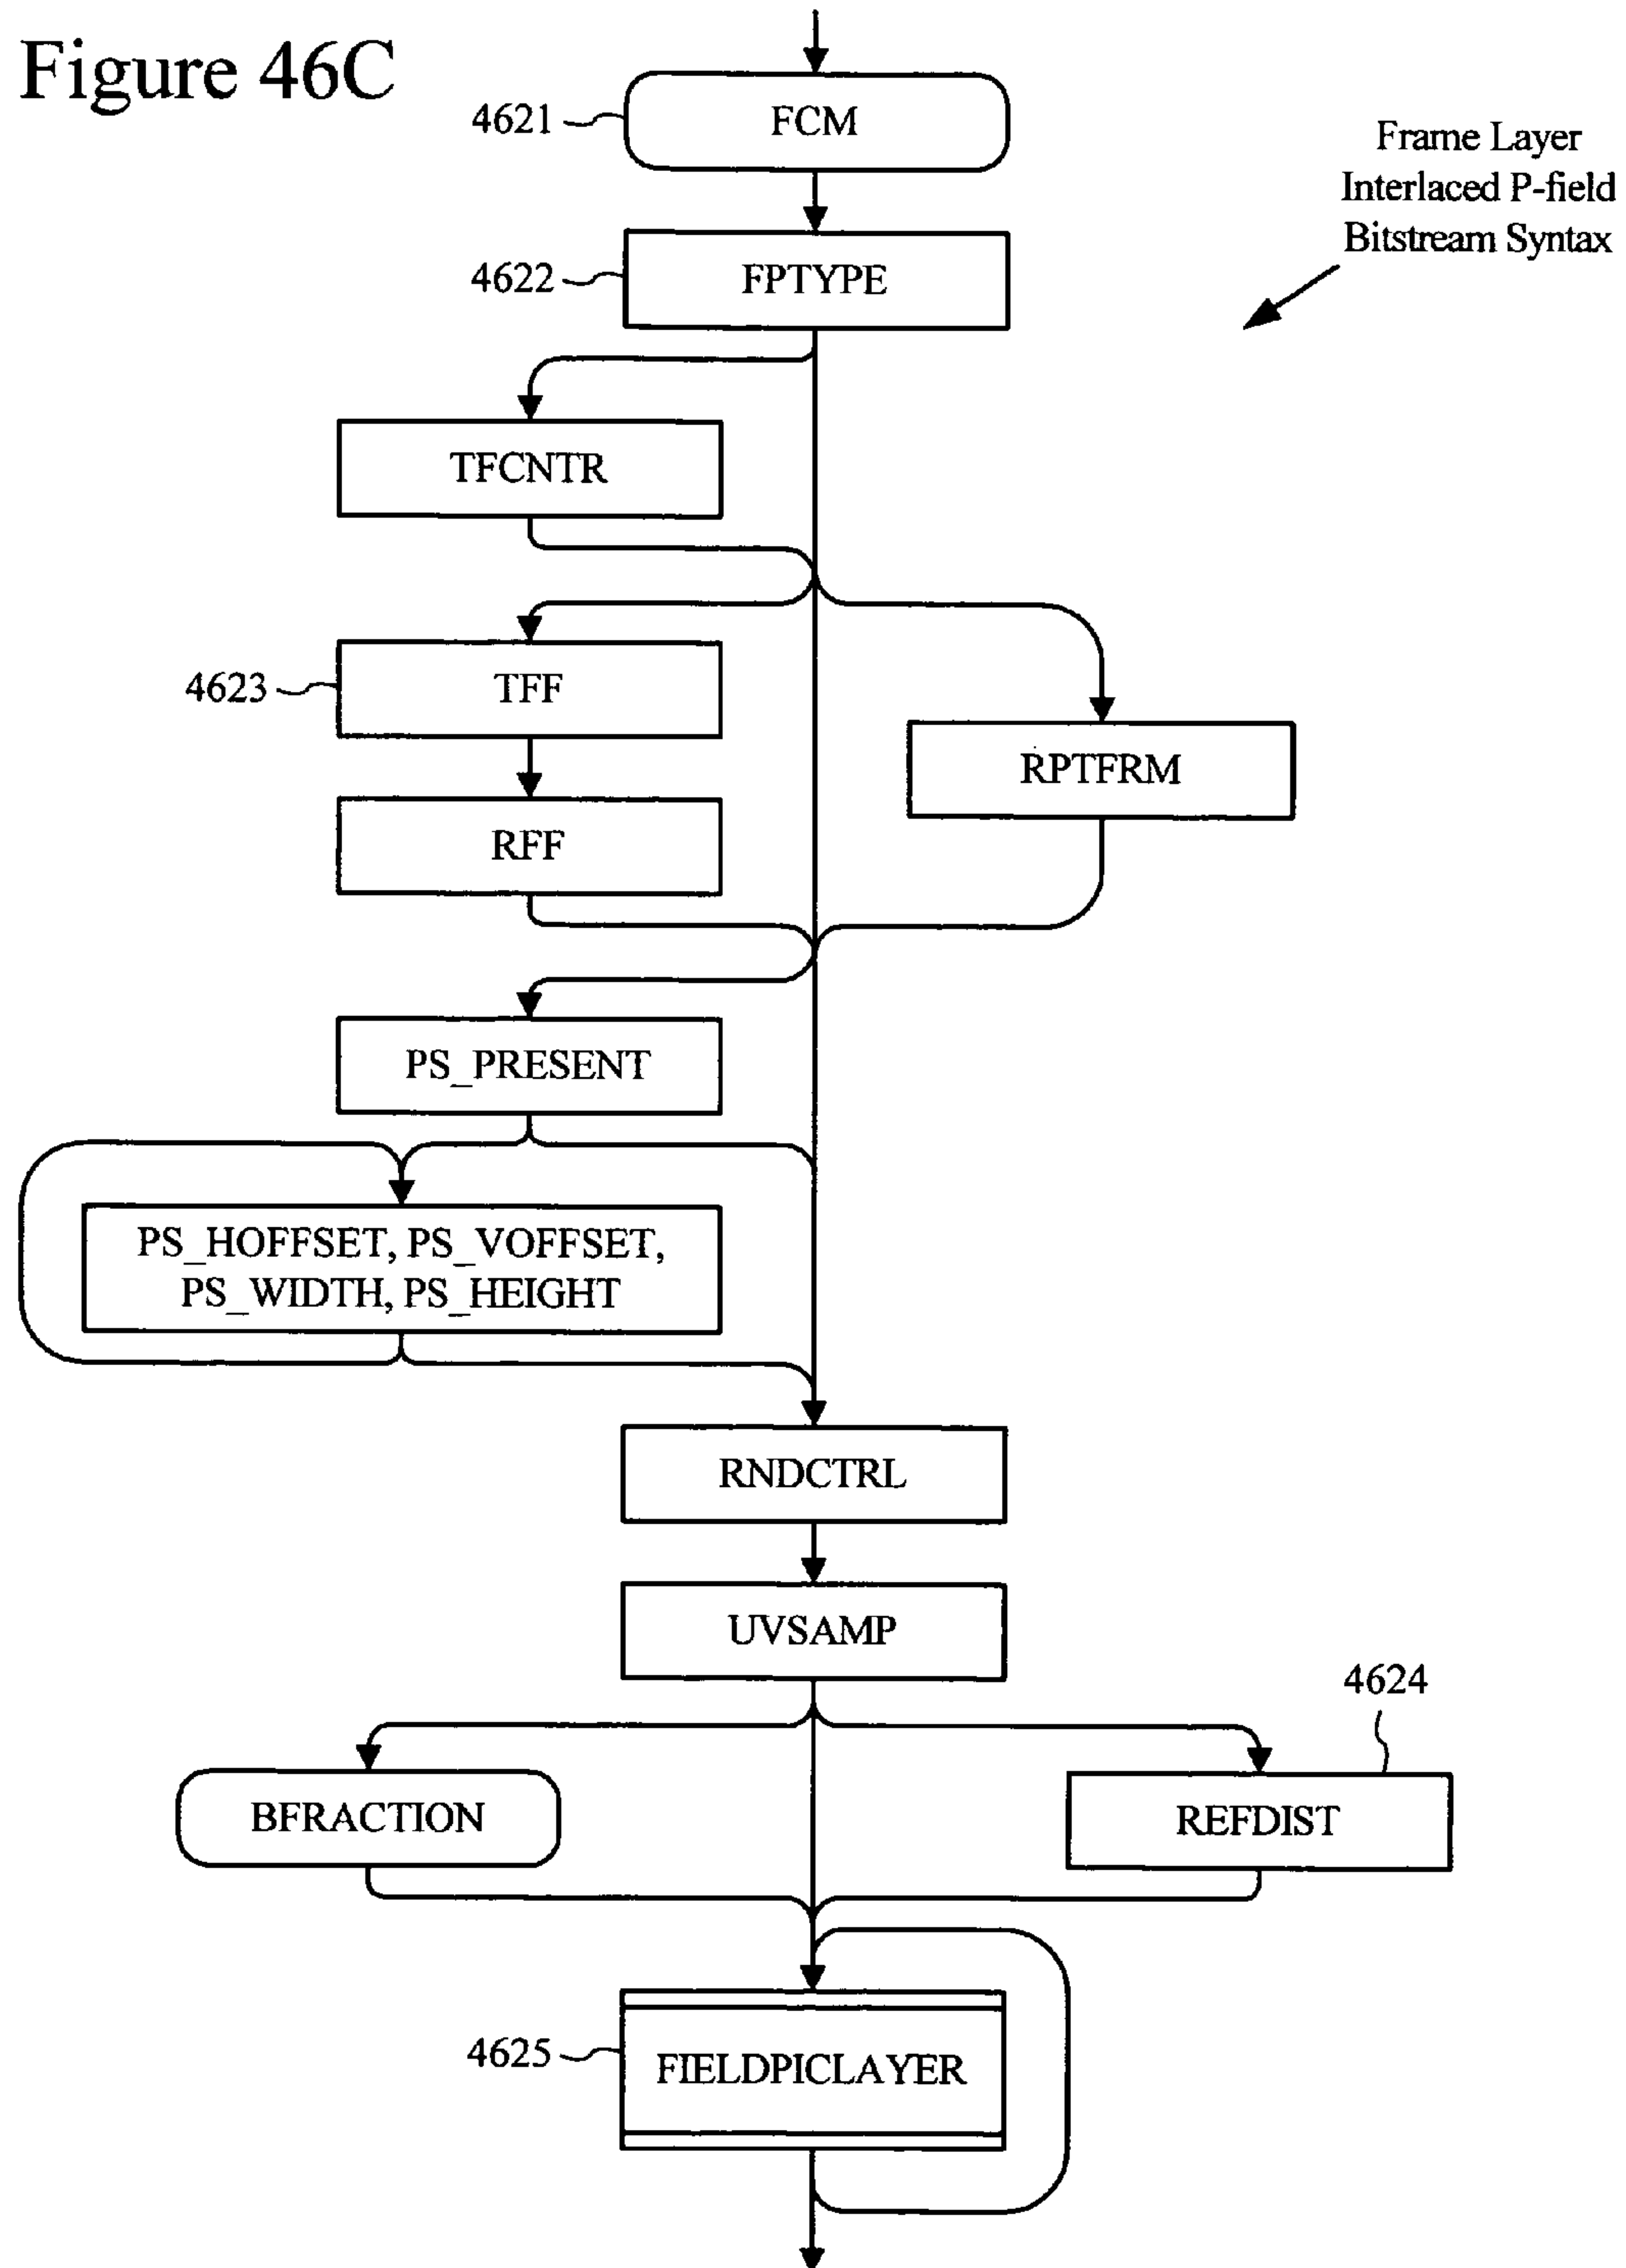 Figure 46C
4621
FCM
Frame Layer
Interlaced P-field
Bitstream Syntax
4622
FPTYPE
TFCNTR
4623
TFF
RPTFRM
RFF
PS_PRESENT
PS_HOFFSET, PS_VOFFSET,
PS_WIDTH, PS_HEIGHT
RNDCTRL
UVSAMP
4624
BFRACTION
REFDIST
4625
FIELDPICLAYER